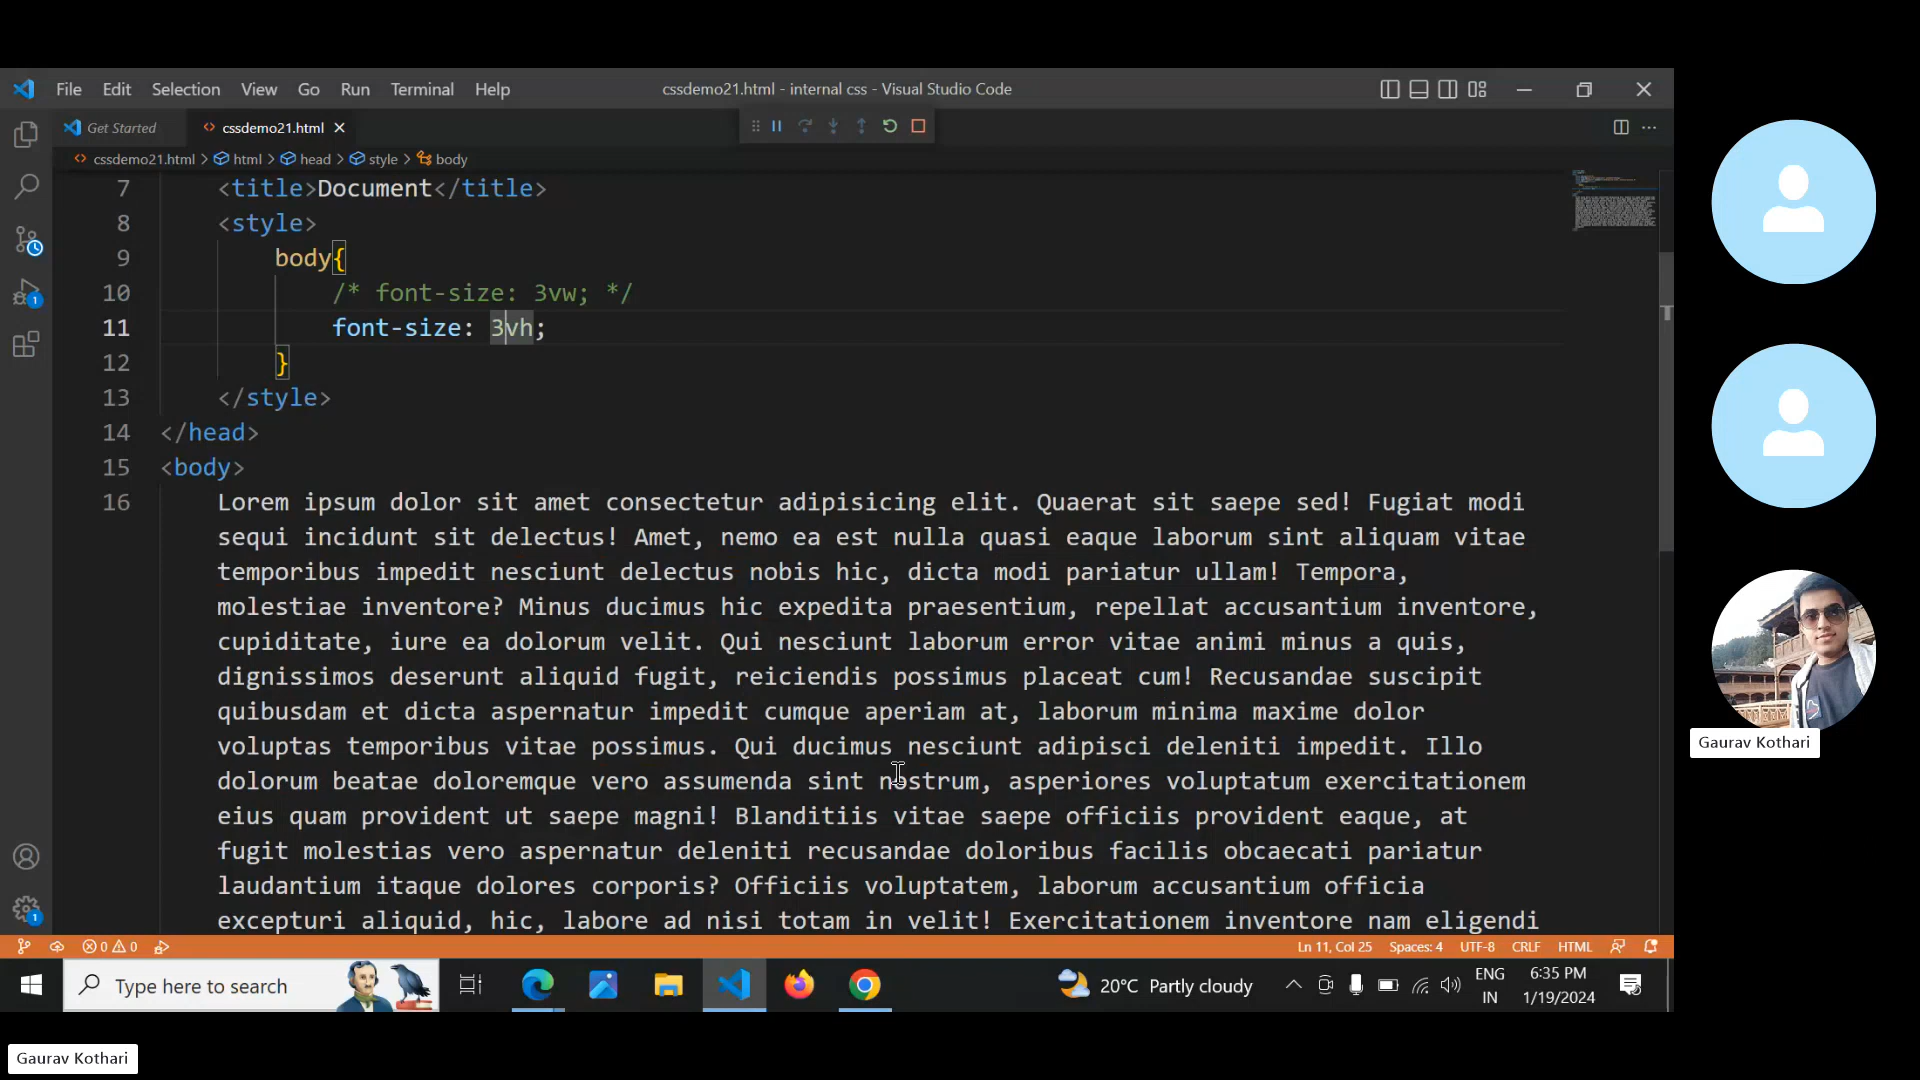 File Edit Selection View Go Run Terminal Help cssdemo21.html - internal css - Visual Studio Code
Get Started cssdemo21.html
cssdemo21.html > html > head > style > body
7 <title>Document</title>
8 <style>
9 body{
10 /* font-size: 3vw; */
11 font-size: 3vh;
12 }
13 </style>
14 </head>
15 <body>
16 Lorem ipsum dolor sit amet consectetur adipisicing elit. Quaerat sit saepe sed! Fugiat modi
sequi incidunt sit delectus! Amet, nemo ea est nulla quasi eaque laborum sint aliquam vitae
temporibus impedit nesciunt delectus nobis hic, dicta modi pariatur ullam! Tempora,
molestiae inventore? Minus ducimus hic expedita praesentium, repellat accusantium inventore,
cupiditate, iure ea dolorum velit. Qui nesciunt laborum error vitae animi minus a quis,
dignissimos deserunt aliquid fugit, reiciendis possimus placeat cum! Recusandae suscipit
quibusdam et dicta aspernatur impedit cumque aperiam at, laborum minima maxime dolor
voluptas temporibus vitae possimus. Qui ducimus nesciunt adipisci deleniti impedit. Illo
dolorum beatae doloremque vero assumenda sint nostrum, asperiores voluptatum exercitationem
eius quam provident ut saepe magni! Blanditiis vitae saepe officiis provident eaque, at
fugit molestias vero aspernatur deleniti recusandae doloribus facilis obcaecati pariatur
laudantium itaque dolores corporis? Officiis voluptatem, laborum accusantium officia
excepturi aliquid, hic, labore ad nisi totam in velit! Exercitationem inventore nam eligendi
Gaurav Kothari
1
1
0 0 Ln 11, Col 25 Spaces: 4 UTF-8 CRLF HTML
Type here to search 20°C Partly cloudy ENG IN 6:35 PM 1/19/2024
Gaurav Kothari